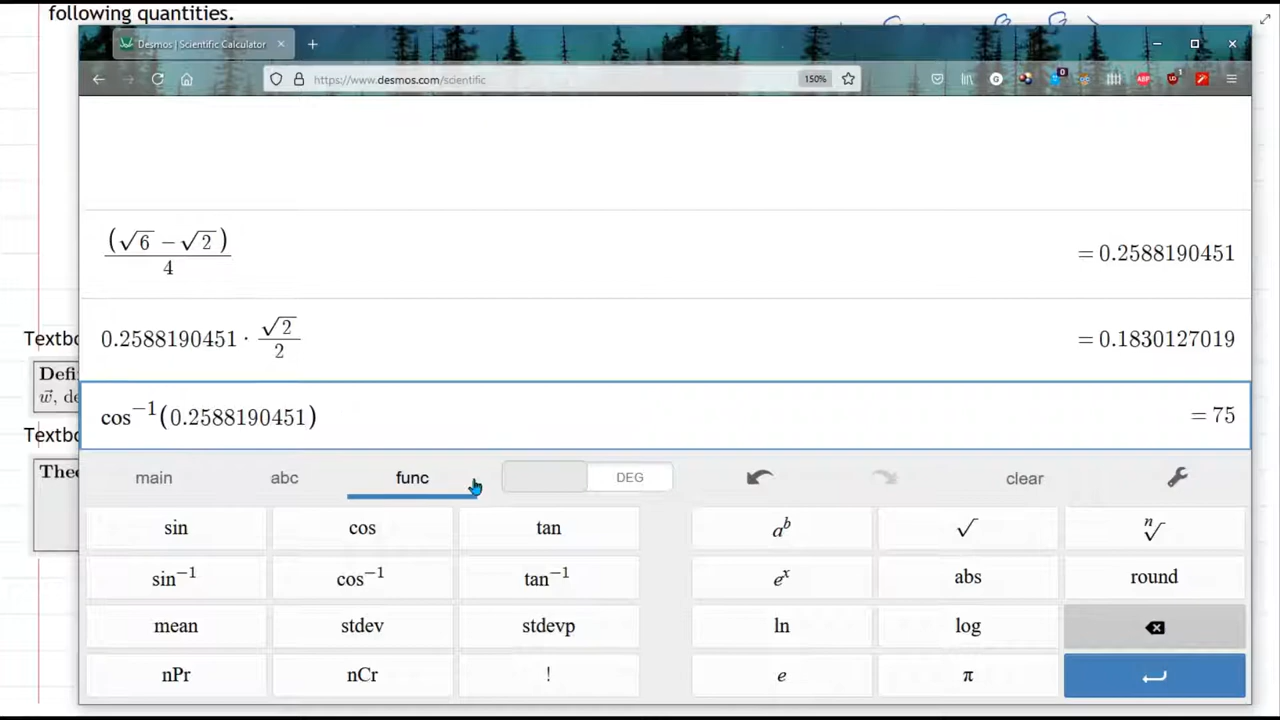 following quantities.
Desmos | Scientific Calculator
https://www.desmos.com/scientific 150%
(√6 − √2)/4 = 0.2588190451
0.2588190451 · √2/2 = 0.1830127019
Textbo
Defi
w⃗, de
cos⁻¹(0.2588190451) = 75
Textbo
Theo
main abc func DEG clear
sin cos tan aᵇ √ ⁿ√
sin⁻¹ cos⁻¹ tan⁻¹ eˣ abs round
mean stdev stdevp ln log
nPr nCr ! e π